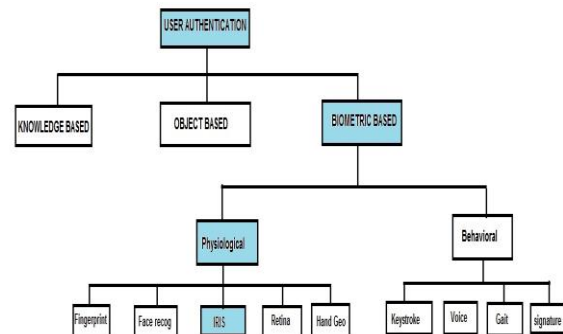 USER AUTHENTICATION
KNOWLEDGE BASED
OBJECT BASED
BIOMETRIC BASED
Physiological
Behavioral
Fingerprint
Face recog
IRIS
Retina
Hand Geo
Keystroke
Voice
Gait
signature